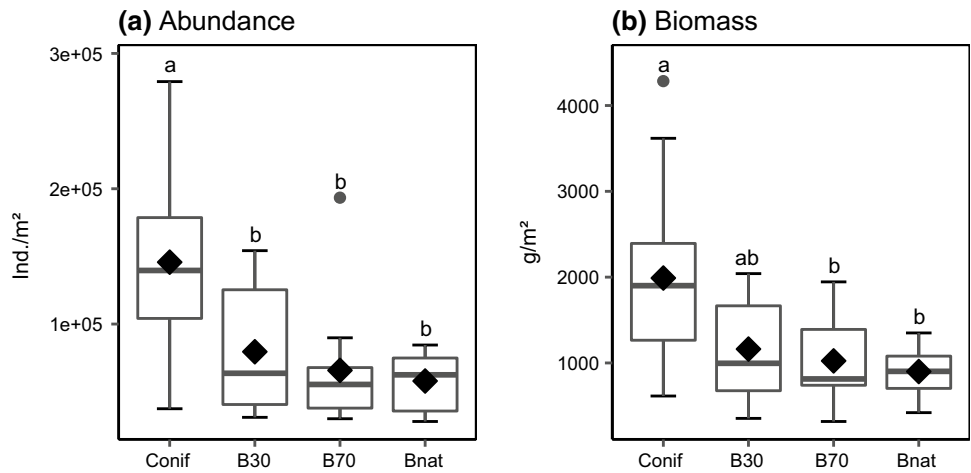 (a) Abundance
Ind./m²
3e+05
2e+05
1e+05
a
b
b
b
Conif B30 B70 Bnat
(b) Biomass
g/m²
4000
3000
2000
1000
a
ab
b
b
Conif B30 B70 Bnat